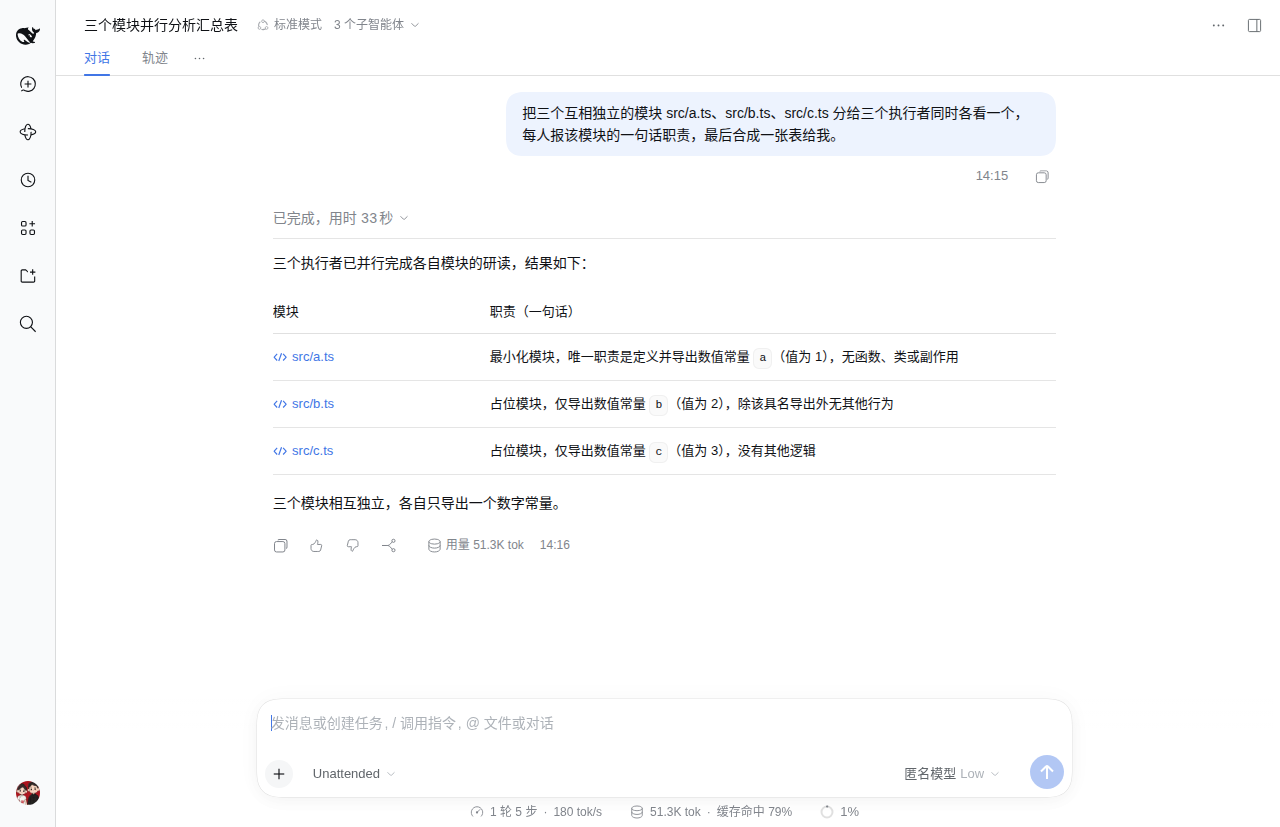 三个模块并行分析汇总表
标准模式
3 个子智能体
对话
轨迹
把三个互相独立的模块 src/a.ts、src/b.ts、src/c.ts 分给三个执行者同时各看一个，
每人报该模块的一句话职责，最后合成一张表给我。
14:15
已完成，用时 33 秒
三个执行者已并行完成各自模块的研读，结果如下：
模块 职责（一句话）
src/a.ts 最小化模块，唯一职责是定义并导出数值常量 a（值为 1），无函数、类或副作用
src/b.ts 占位模块，仅导出数值常量 b（值为 2），除该具名导出外无其他行为
src/c.ts 占位模块，仅导出数值常量 c（值为 3），没有其他逻辑
三个模块相互独立，各自只导出一个数字常量。
用量 51.3K tok 14:16
发消息或创建任务, / 调用指令, @ 文件或对话
Unattended
匿名模型 Low
1 轮 5 步 · 180 tok/s
51.3K tok · 缓存命中 79%
1%